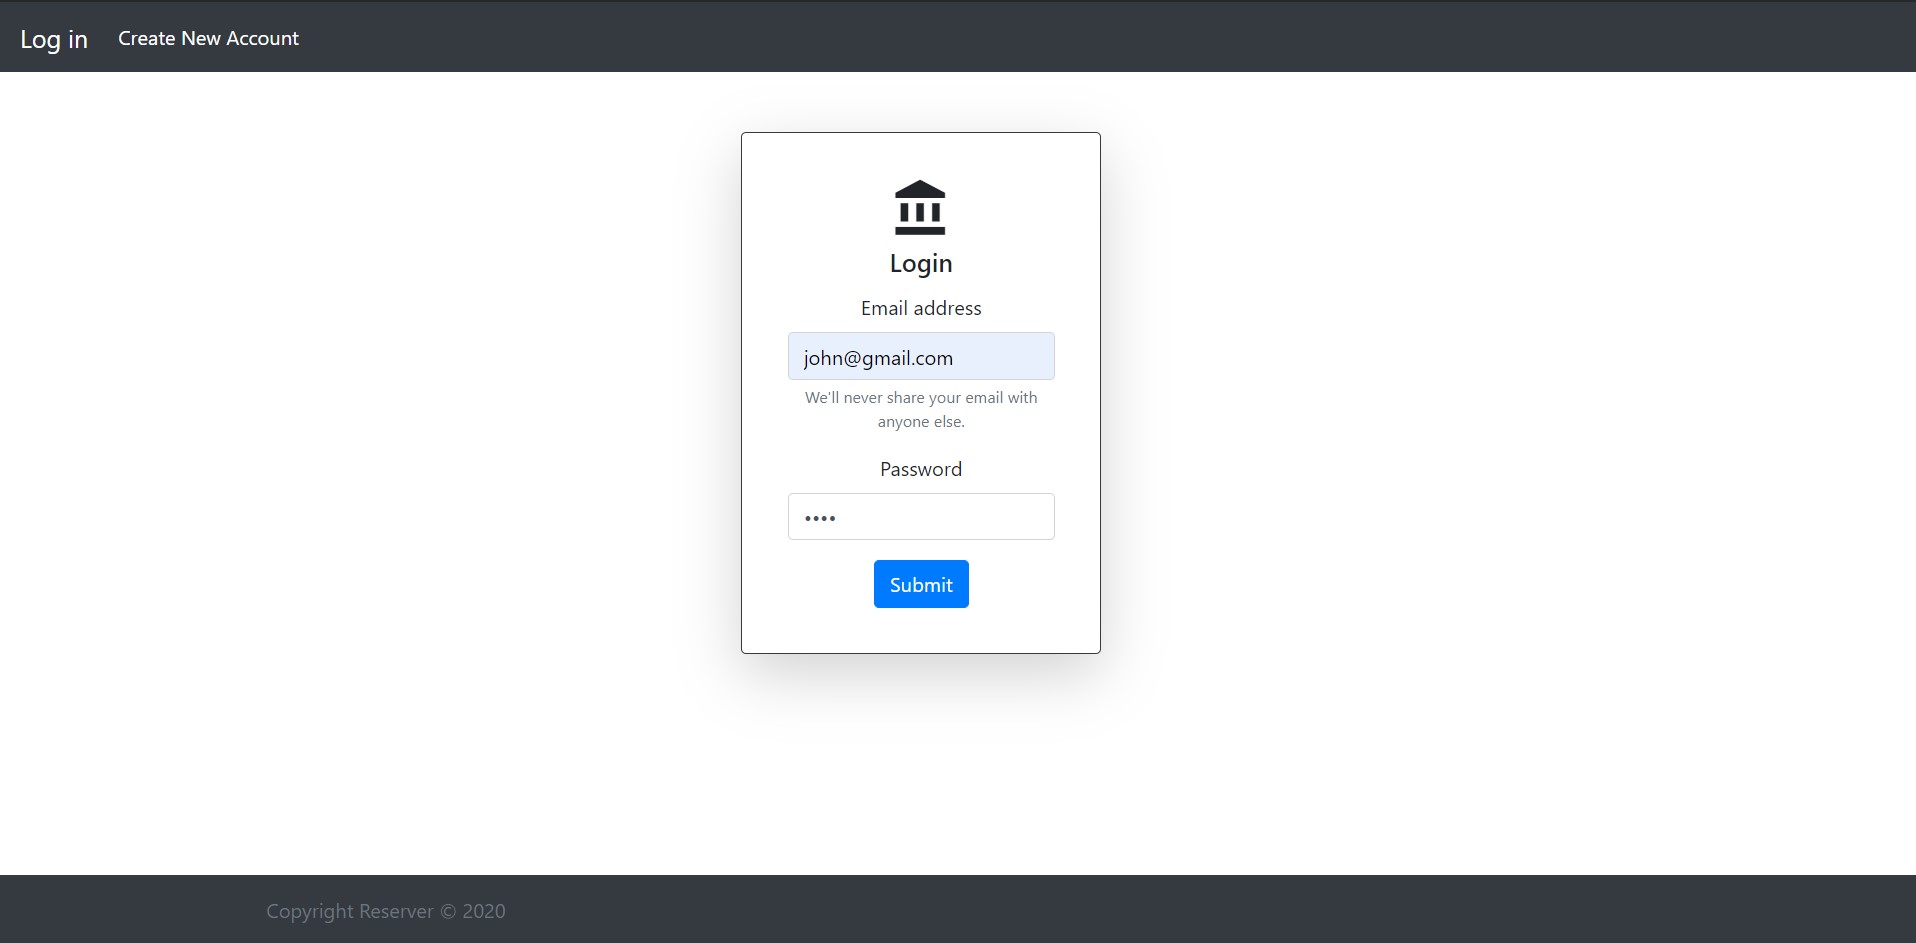 Log in
Create New Account
Login
Email address
john@gmail.com
We'll never share your email with
anyone else.
Password
••••
Submit
Copyright Reserver © 2020